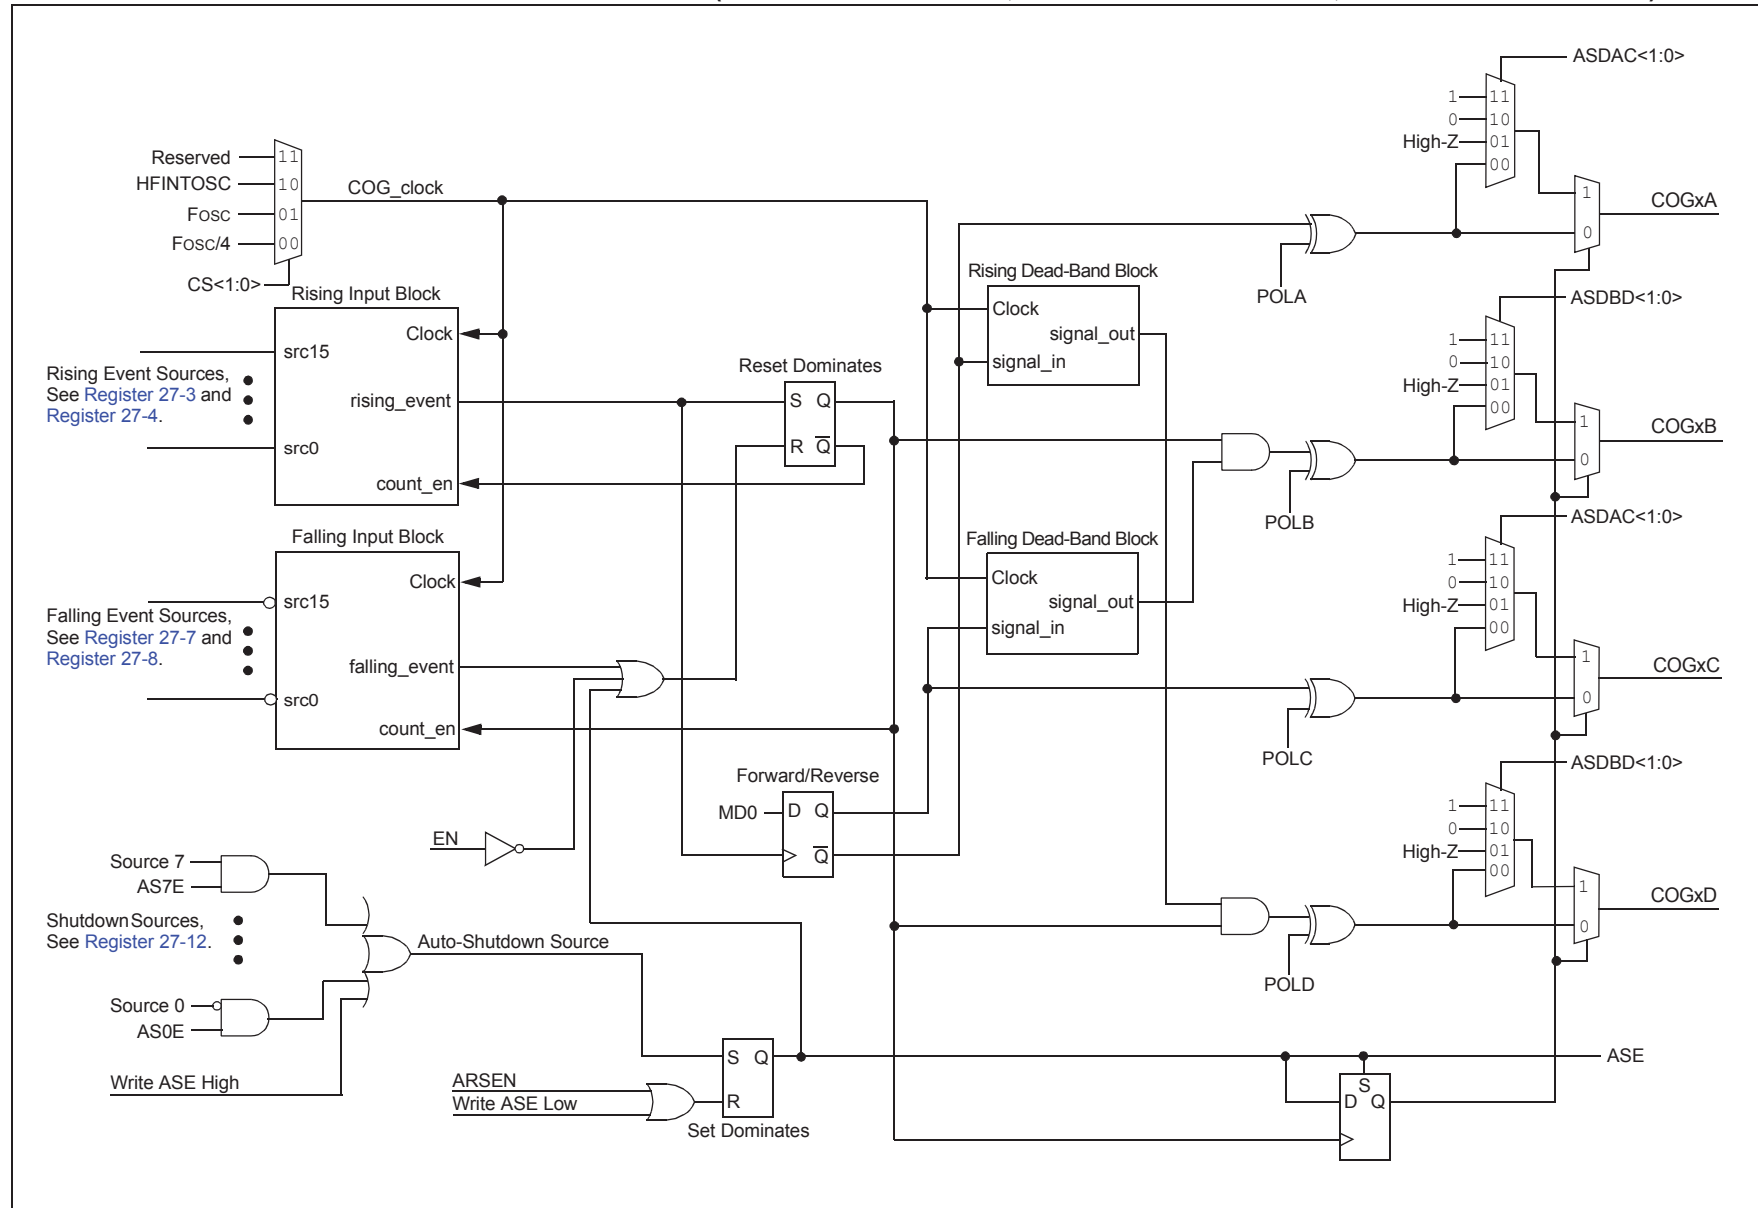 ASDAC<1:0>
1 11
0 10
High-Z 01
00
1
0
COGxA
POLA
Reserved 11
HFINTOSC 10
FOSC 01
FOSC/4 00
CS<1:0>
COG_clock
Rising Input Block
Clock
src15
Rising Event Sources,
See Register 27-3 and
Register 27-4.
rising_event
src0
count_en
Reset Dominates
S Q
R Q
Rising Dead-Band Block
Clock
signal_out
signal_in
ASDBD<1:0>
1 11
0 10
High-Z 01
00
1
0
COGxB
POLB
Falling Input Block
Clock
src15
Falling Event Sources,
See Register 27-7 and
Register 27-8.
falling_event
src0
count_en
Falling Dead-Band Block
Clock
signal_out
signal_in
ASDAC<1:0>
1 11
0 10
High-Z 01
00
1
0
COGxC
POLC
Forward/Reverse
MD0 D Q
Q
EN
ASDBD<1:0>
1 11
0 10
High-Z 01
00
1
0
COGxD
POLD
Source 7
AS7E
Shutdown Sources,
See Register 27-12.
Auto-Shutdown Source
Source 0
AS0E
Write ASE High
ARSEN
Write ASE Low
S Q
R
Set Dominates
ASE
S
D Q